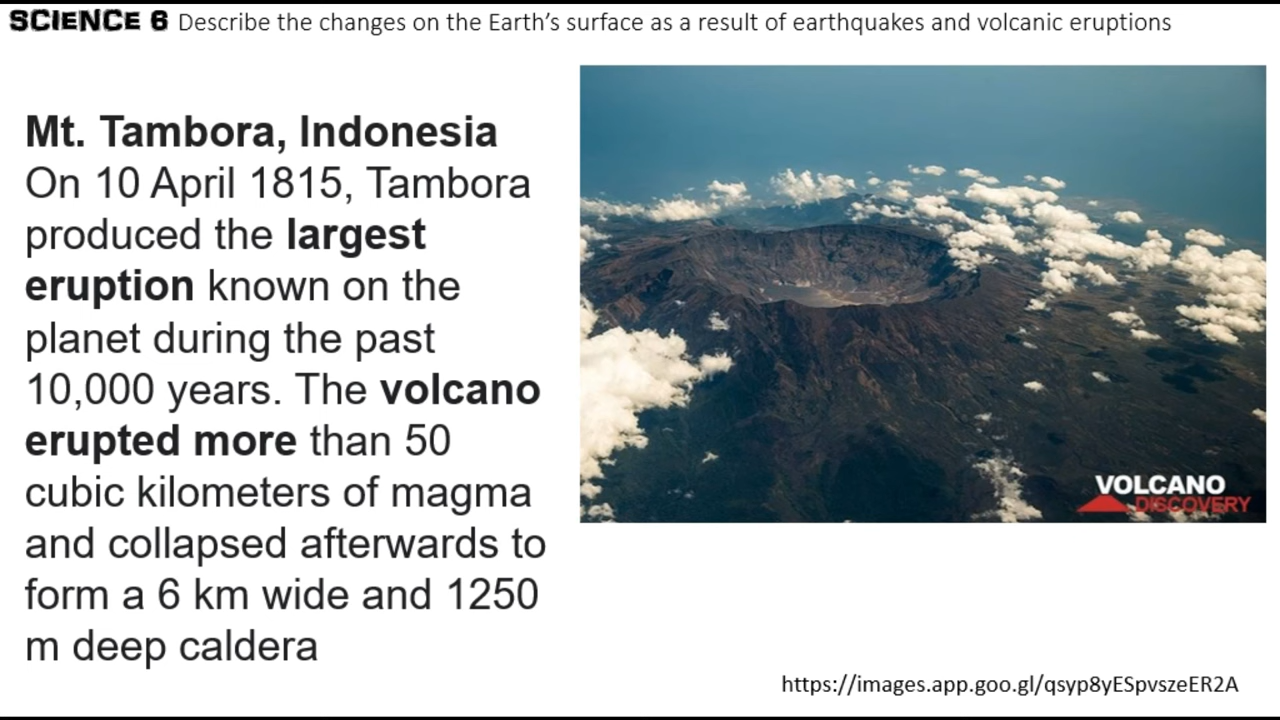 SCIENCE 6 Describe the changes on the Earth's surface as a result of earthquakes and volcanic eruptions
Mt. Tambora, Indonesia
On 10 April 1815, Tambora
produced the largest
eruption known on the
planet during the past
10,000 years. The volcano
erupted more than 50
cubic kilometers of magma
and collapsed afterwards to
form a 6 km wide and 1250
m deep caldera
VOLCANO
DISCOVERY
https://images.app.goo.gl/qsyp8yESpvszeER2A